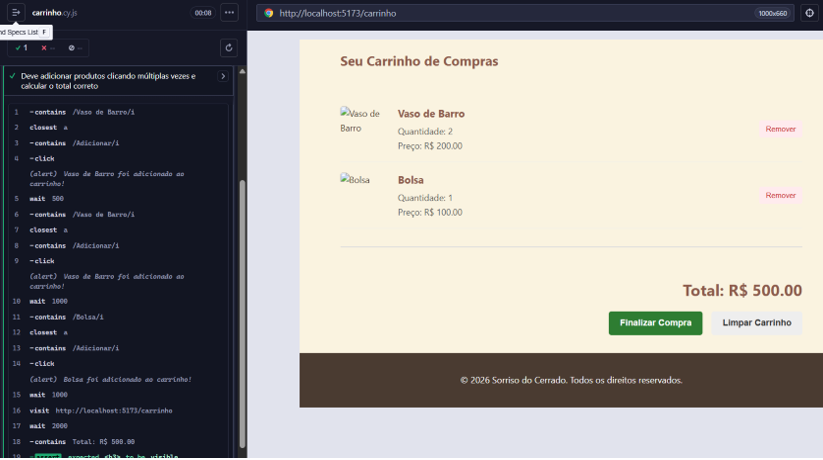 carrinho.cy.js
00:08
nd Specs List F
1
-- 
--
Deve adicionar produtos clicando múltiplas vezes e
calcular o total correto
1 -contains /Vaso de Barro/i
2 closest a
3 -contains /Adicionar/i
4 -click
(alert) Vaso de Barro foi adicionado ao
carrinho!
5 wait 500
6 -contains /Vaso de Barro/i
7 closest a
8 -contains /Adicionar/i
9 -click
(alert) Vaso de Barro foi adicionado ao
carrinho!
10 wait 1000
11 -contains /Bolsa/i
12 closest a
13 -contains /Adicionar/i
14 -click
(alert) Bolsa foi adicionado ao carrinho!
15 wait 1000
16 visit http://localhost:5173/carrinho
17 wait 2000
18 -contains Total: R$ 500.00
19 -assert expected <h3> to be visible
http://localhost:5173/carrinho
1000x660
Seu Carrinho de Compras
Vaso de
Barro
Vaso de Barro
Quantidade: 2
Preço: R$ 200.00
Remover
Bolsa
Bolsa
Quantidade: 1
Preço: R$ 100.00
Remover
Total: R$ 500.00
Finalizar Compra
Limpar Carrinho
© 2026 Sorriso do Cerrado. Todos os direitos reservados.